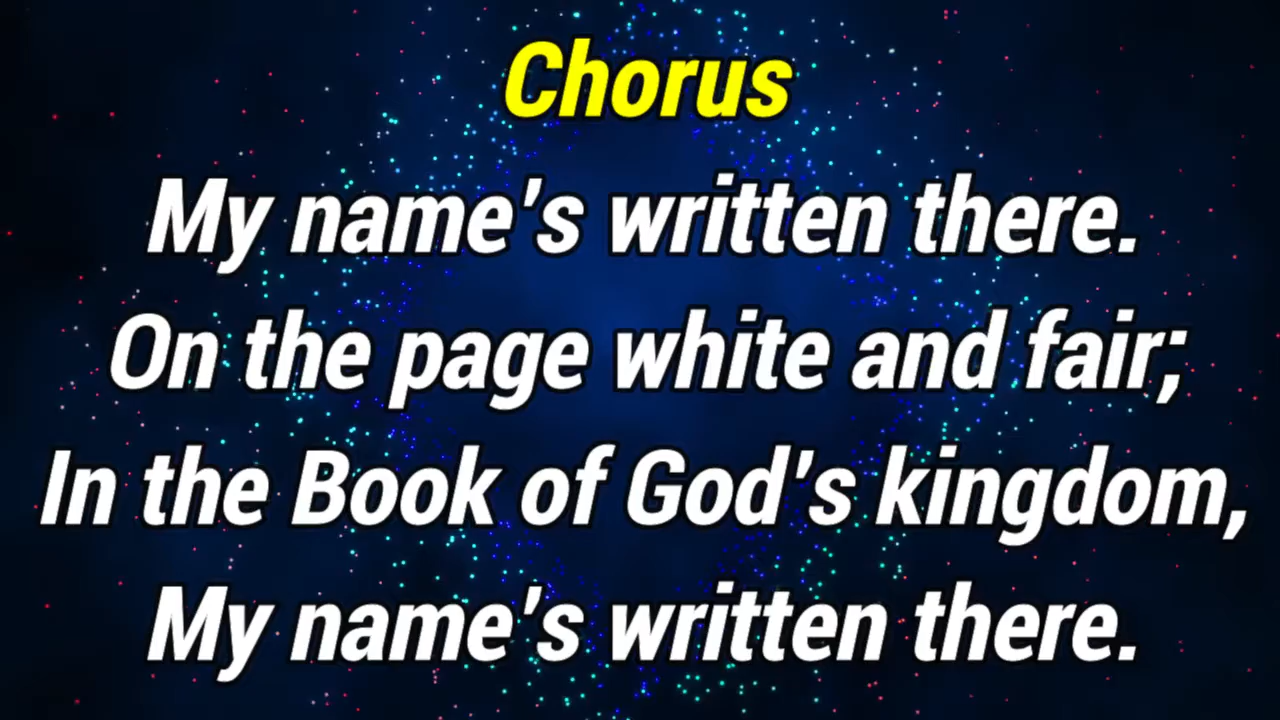 Chorus
My name's written there.
On the page white and fair;
In the Book of God's kingdom,
My name's written there.